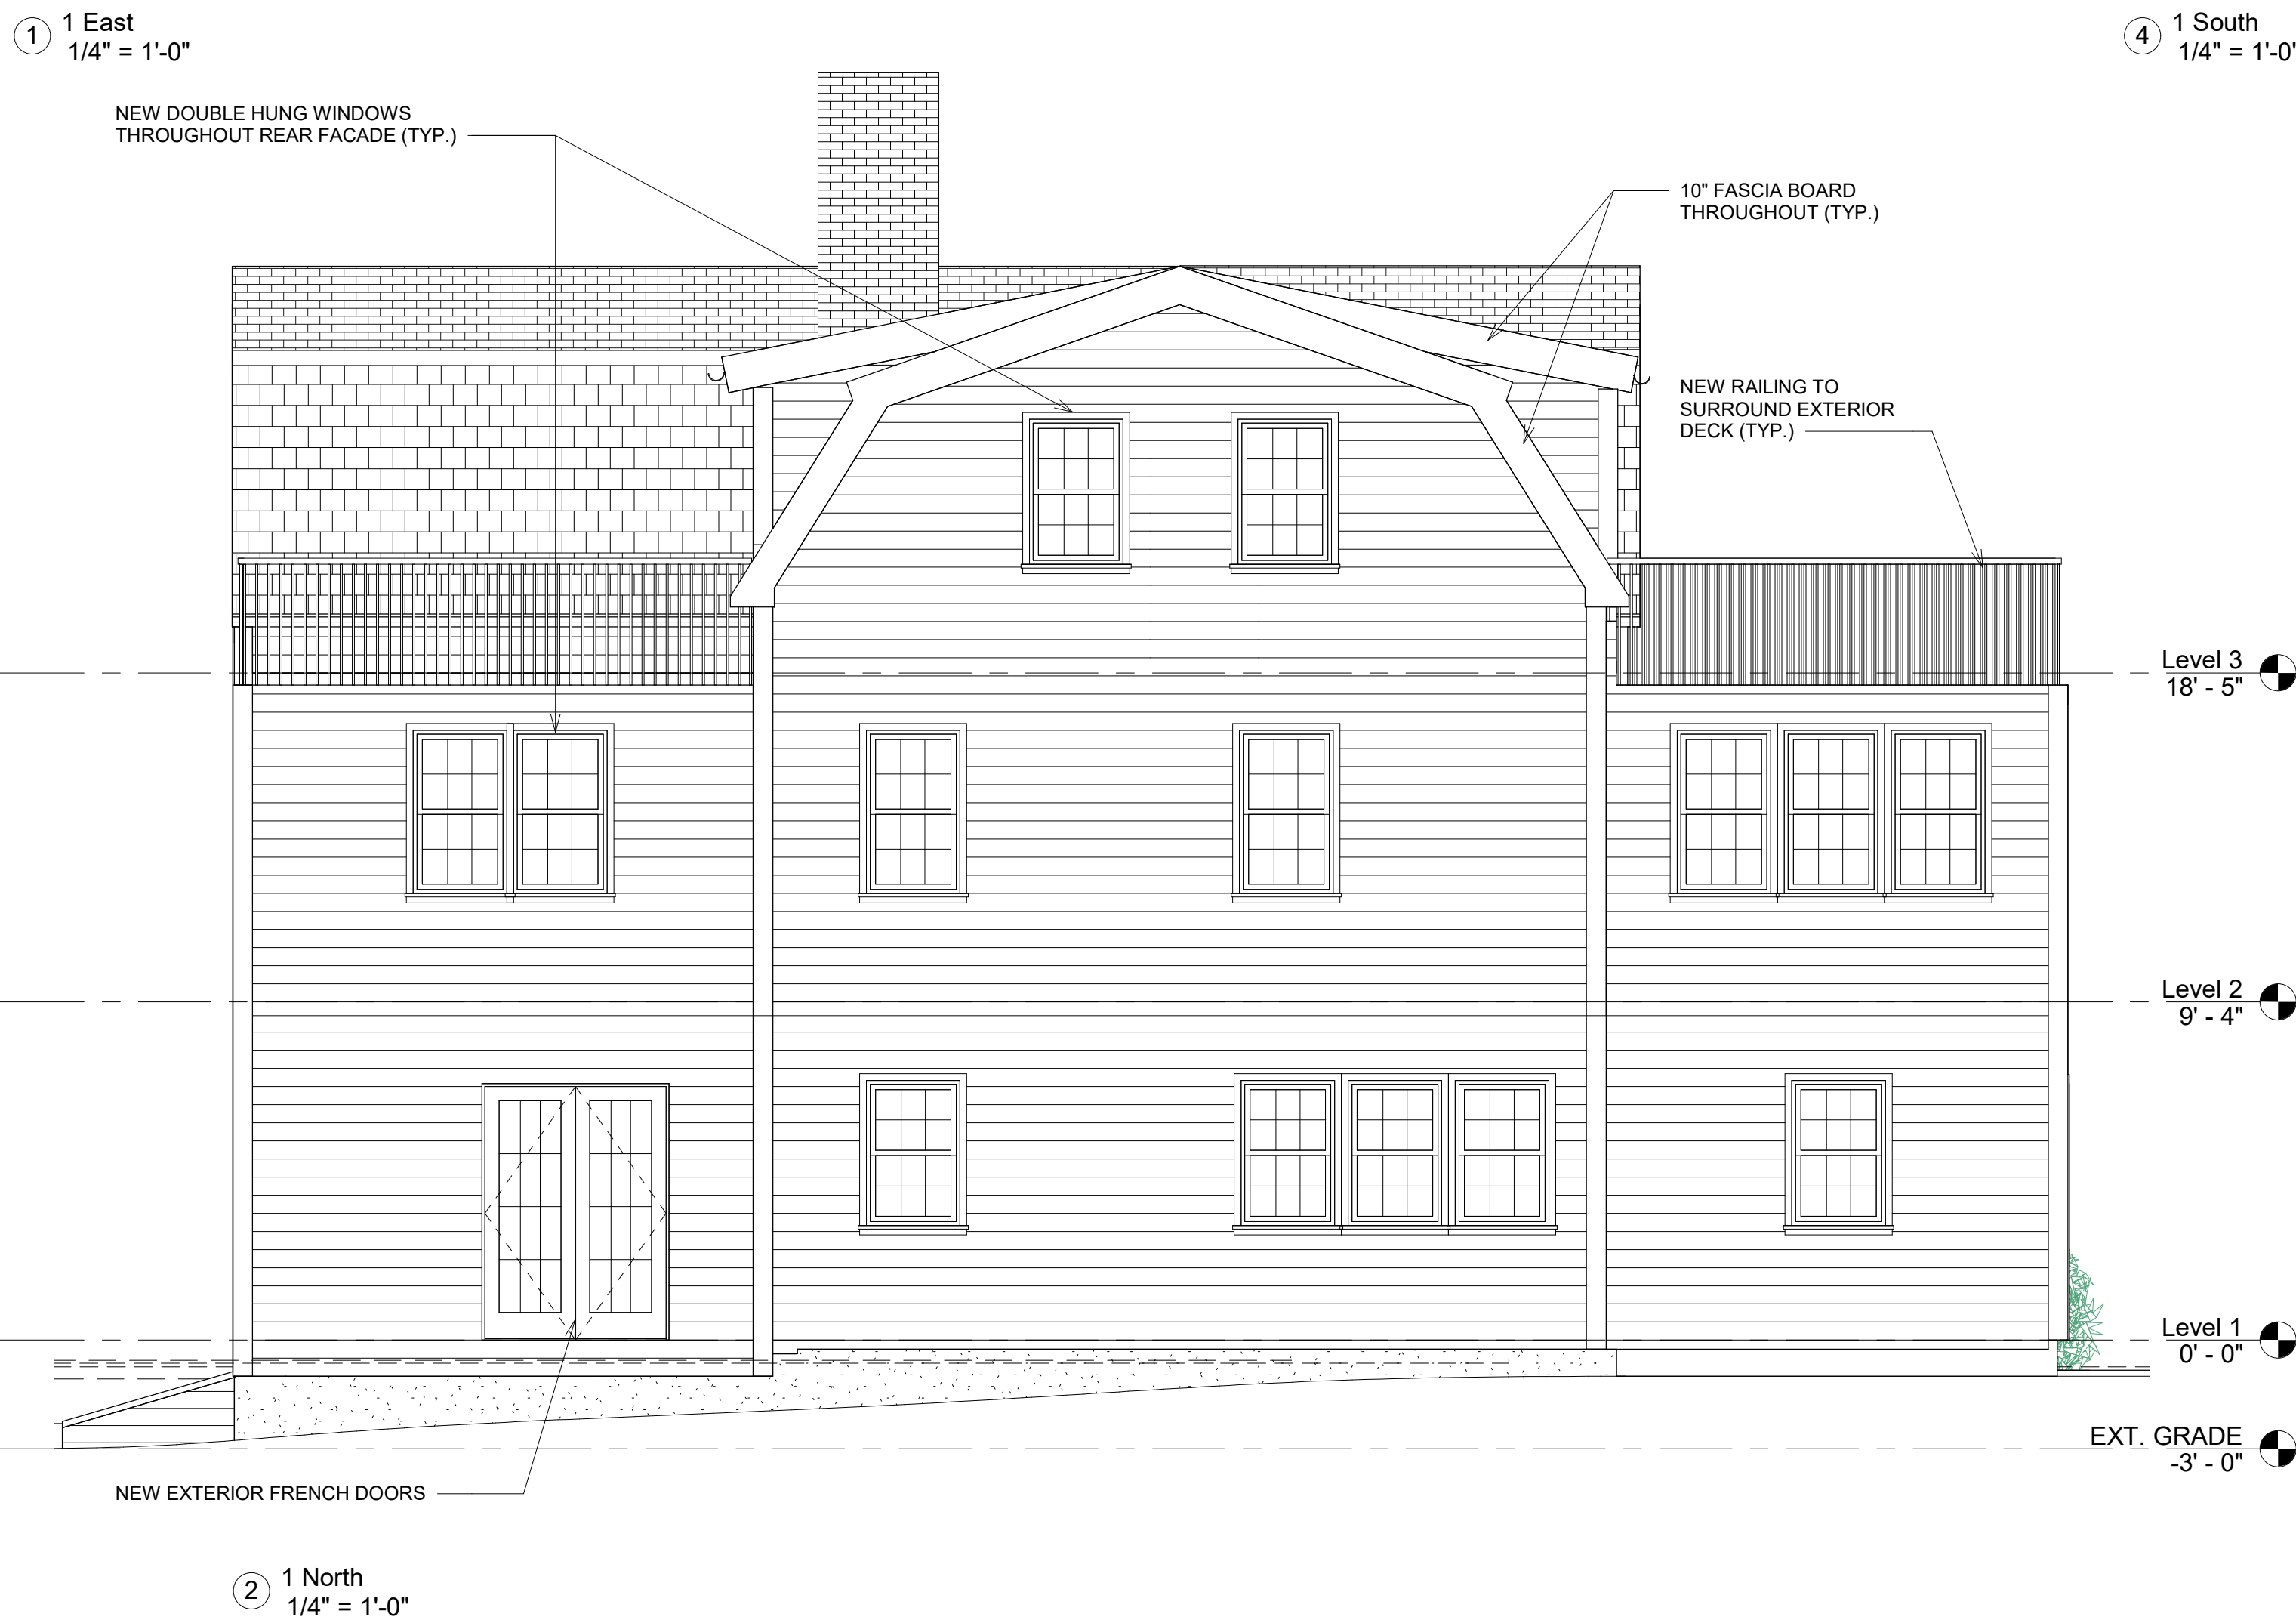 1
1 East
1/4" = 1'-0"
4
1 South
1/4" = 1'-0"
NEW DOUBLE HUNG WINDOWS
THROUGHOUT REAR FACADE (TYP.)
10" FASCIA BOARD
THROUGHOUT (TYP.)
NEW RAILING TO
SURROUND EXTERIOR
DECK (TYP.)
Level 3
18' - 5"
Level 2
9' - 4"
Level 1
0' - 0"
EXT. GRADE
-3' - 0"
NEW EXTERIOR FRENCH DOORS
2
1 North
1/4" = 1'-0"